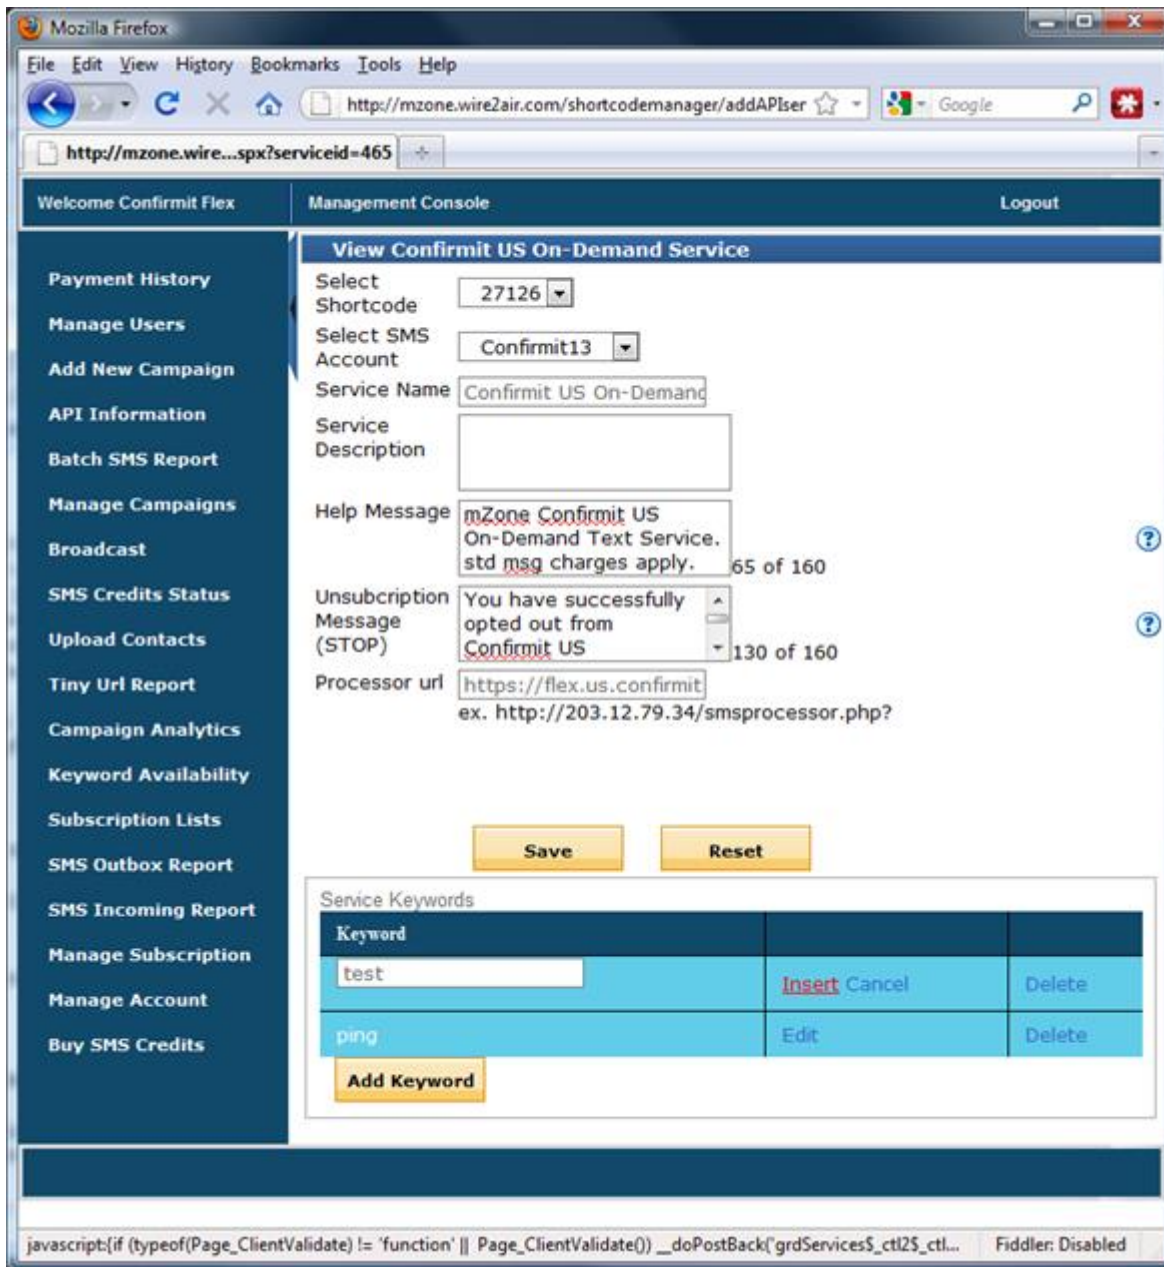 Mozilla Firefox
File Edit View History Bookmarks Tools Help
http://mzone.wire2air.com/shortcodemanager/addAPIser
Google
http://mzone.wire...spx?serviceid=465
Welcome Confirmit Flex
Management Console
Logout
Payment History
Manage Users
Add New Campaign
API Information
Batch SMS Report
Manage Campaigns
Broadcast
SMS Credits Status
Upload Contacts
Tiny Url Report
Campaign Analytics
Keyword Availability
Subscription Lists
SMS Outbox Report
SMS Incoming Report
Manage Subscription
Manage Account
Buy SMS Credits
View Confirmit US On-Demand Service
Select
Shortcode
27126
Select SMS
Account
Confirmit13
Service Name
Confirmit US On-Demand
Service
Description
Help Message
mZone Confirmit US
On-Demand Text Service.
std msg charges apply.
65 of 160
Unsubcription
Message
(STOP)
You have successfully
opted out from
Confirmit US
130 of 160
Processor url
https://flex.us.confirmit
ex. http://203.12.79.34/smsprocessor.php?
Save
Reset
Service Keywords
Keyword
test
Insert Cancel
Delete
ping
Edit
Delete
Add Keyword
javascript:{if (typeof(Page_ClientValidate) != 'function' || Page_ClientValidate()) __doPostBack('grdServices$_ctl2$_ctl...
Fiddler: Disabled